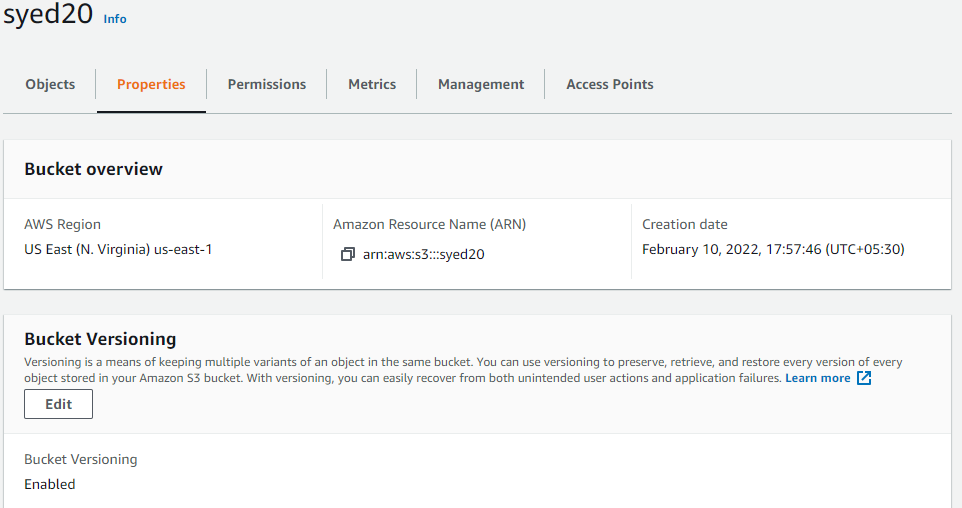 syed20 Info
Objects Properties Permissions Metrics Management Access Points
Bucket overview
AWS Region Amazon Resource Name (ARN) Creation date
US East (N. Virginia) us-east-1 arn:aws:s3:::syed20 February 10, 2022, 17:57:46 (UTC+05:30)
Bucket Versioning
Versioning is a means of keeping multiple variants of an object in the same bucket. You can use versioning to preserve, retrieve, and restore every version of every
object stored in your Amazon S3 bucket. With versioning, you can easily recover from both unintended user actions and application failures. Learn more
Edit
Bucket Versioning
Enabled